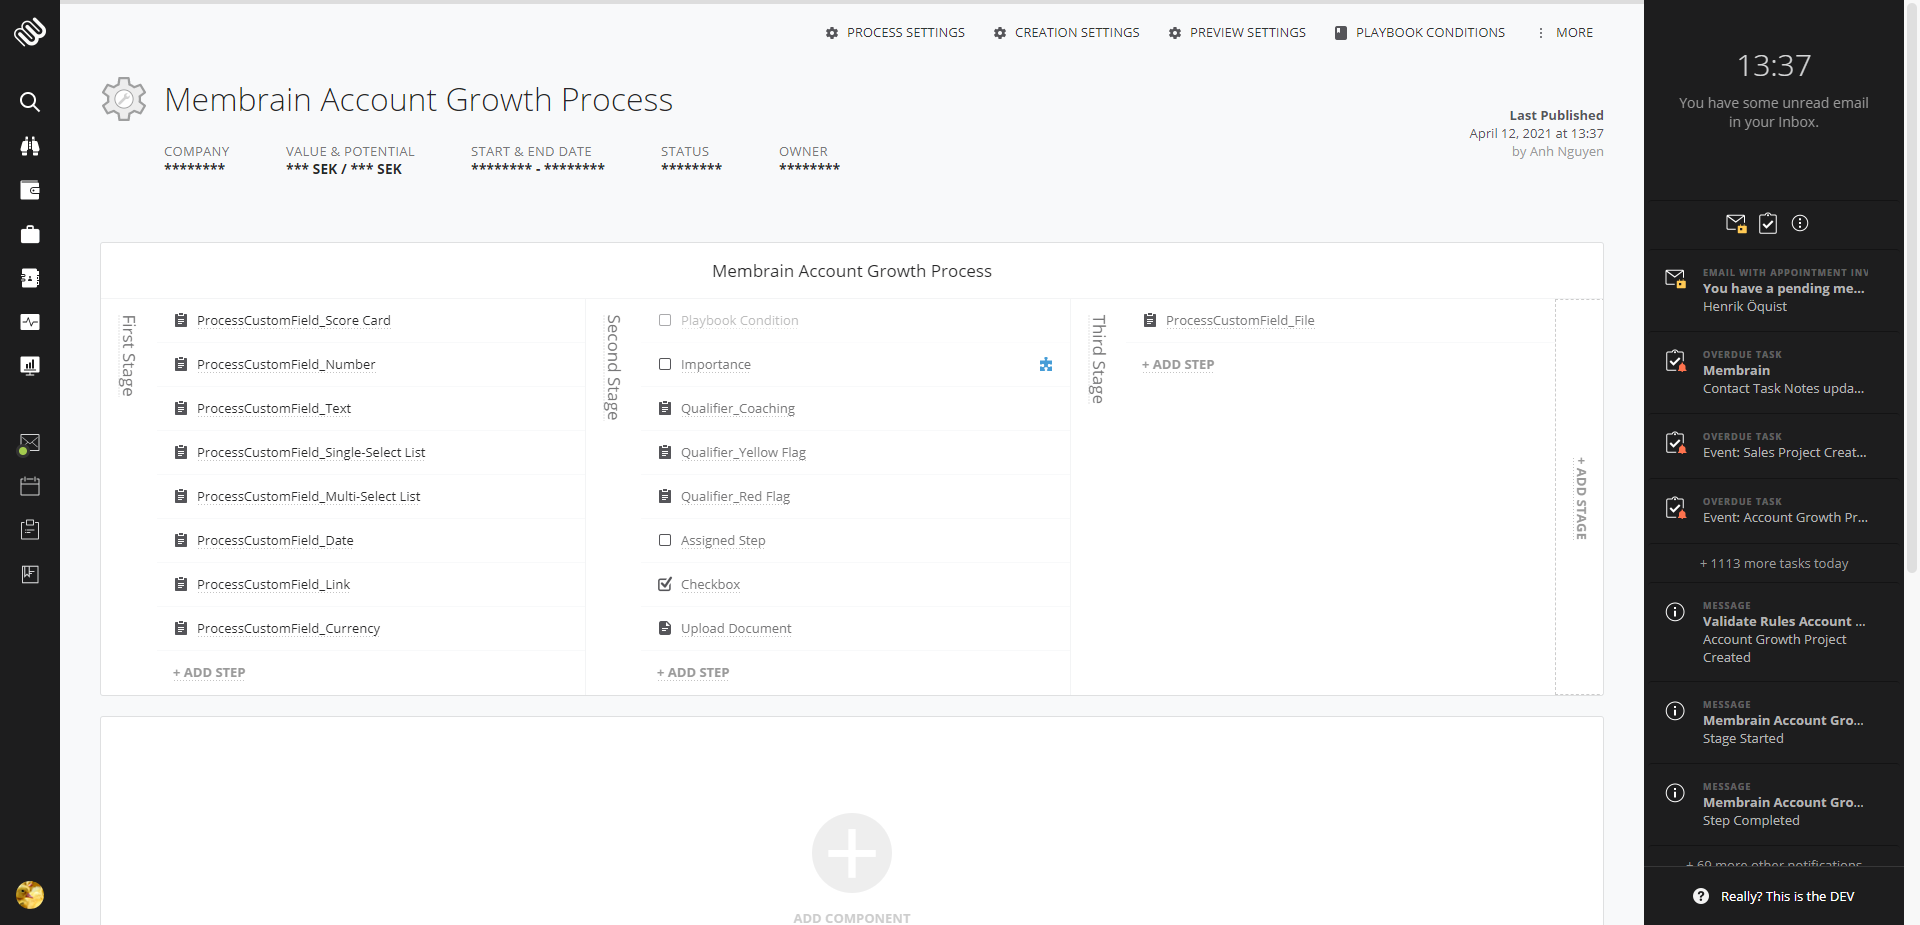 PROCESS SETTINGS
CREATION SETTINGS
PREVIEW SETTINGS
PLAYBOOK CONDITIONS
MORE
Membrain Account Growth Process
Last Published
April 12, 2021 at 13:37
by Anh Nguyen
COMPANY
********
VALUE & POTENTIAL
*** SEK / *** SEK
START & END DATE
******** - ********
STATUS
********
OWNER
********
Membrain Account Growth Process
First Stage
ProcessCustomField_Score Card
ProcessCustomField_Number
ProcessCustomField_Text
ProcessCustomField_Single-Select List
ProcessCustomField_Multi-Select List
ProcessCustomField_Date
ProcessCustomField_Link
ProcessCustomField_Currency
+ ADD STEP
Second Stage
Playbook Condition
Importance
Qualifier_Coaching
Qualifier_Yellow Flag
Qualifier_Red Flag
Assigned Step
Checkbox
Upload Document
+ ADD STEP
Third Stage
ProcessCustomField_File
+ ADD STEP
+ ADD STAGE
ADD COMPONENT
13:37
You have some unread email
in your Inbox.
EMAIL WITH APPOINTMENT INV
You have a pending me...
Henrik Öquist
OVERDUE TASK
Membrain
Contact Task Notes upda...
OVERDUE TASK
Event: Sales Project Creat...
OVERDUE TASK
Event: Account Growth Pr...
+ 1113 more tasks today
MESSAGE
Validate Rules Account ...
Account Growth Project
Created
MESSAGE
Membrain Account Gro...
Stage Started
MESSAGE
Membrain Account Gro...
Step Completed
+ 69 more other notifications
Really? This is the DEV